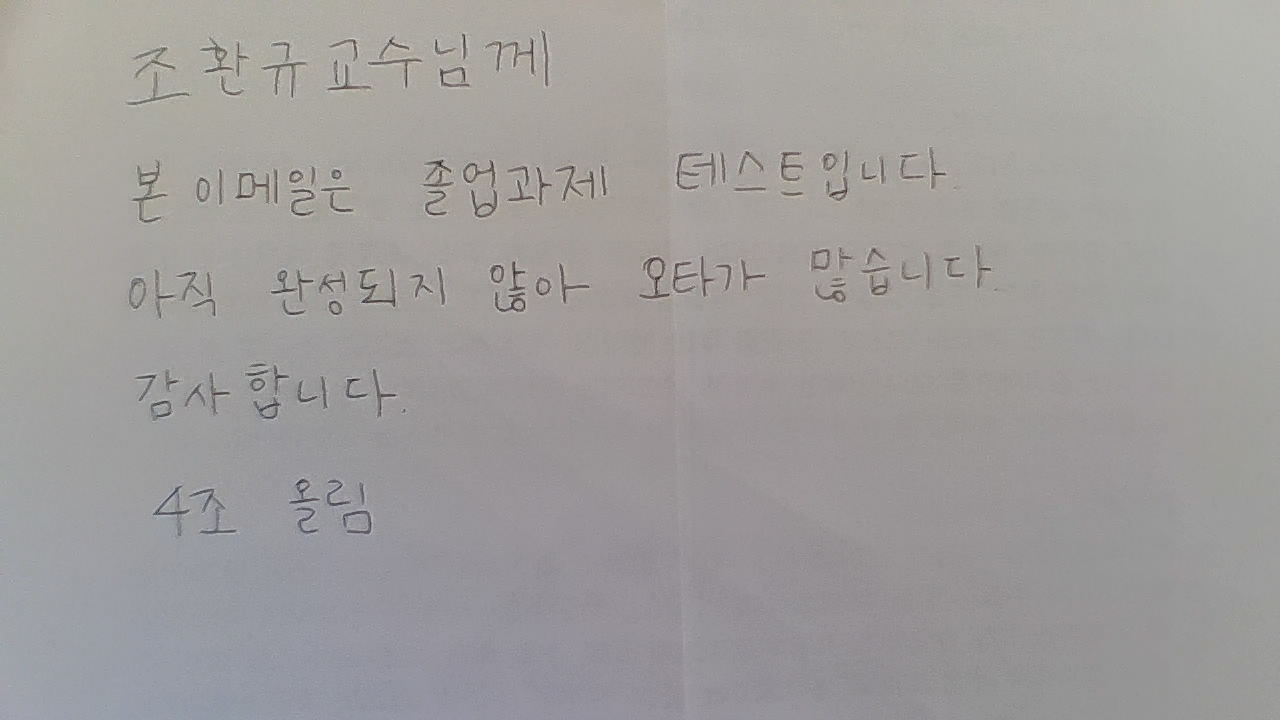 조환규교수님께
본 이메일은 졸업과제 테스트입니다.
아직 완성되지 않아 오타가 많습니다.
감사합니다.
4조 올림